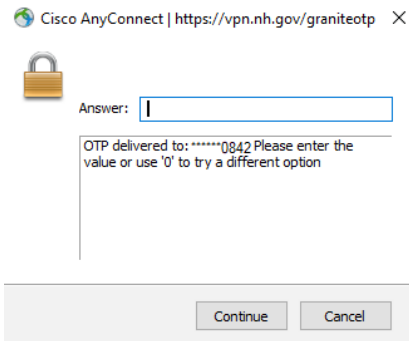 Cisco AnyConnect | https://vpn.nh.gov/graniteotp
Answer:
OTP delivered to: ******0842 Please enter the
value or use '0' to try a different option
Continue Cancel